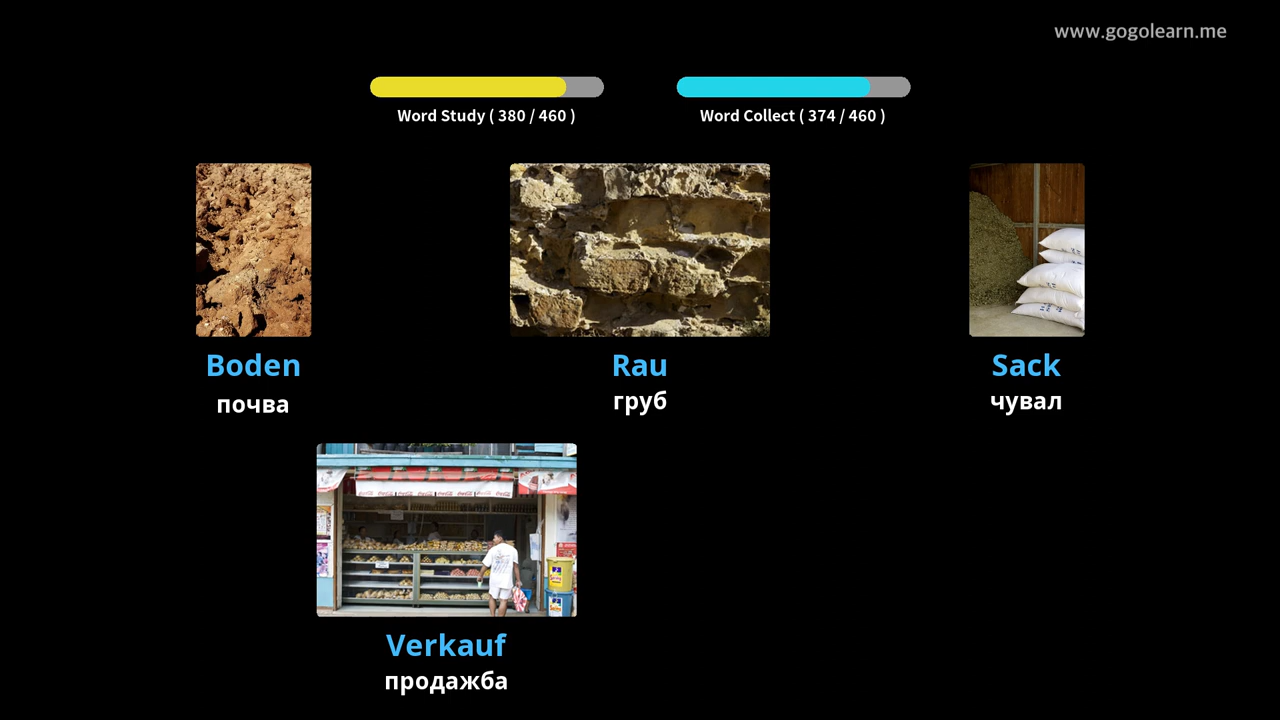 www.gogolearn.me
Word Study ( 380 / 460 )
Word Collect ( 374 / 460 )
Boden
почва
Rau
груб
Sack
чувал
Verkauf
продажба